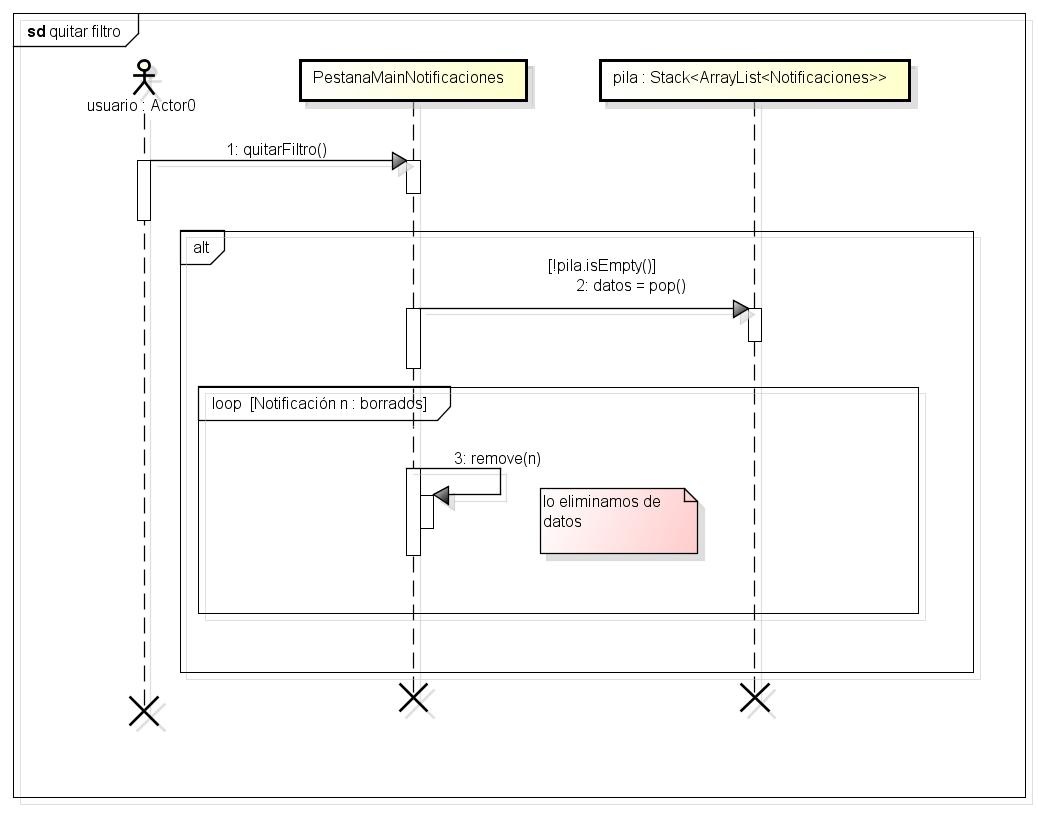 sd quitar filtro
usuario : Actor0
PestanaMainNotificaciones
pila : Stack<ArrayList<Notificaciones>>
1: quitarFiltro()
alt
[!pila.isEmpty()]
2: datos = pop()
loop [Notificación n : borrados]
3: remove(n)
lo eliminamos de
datos